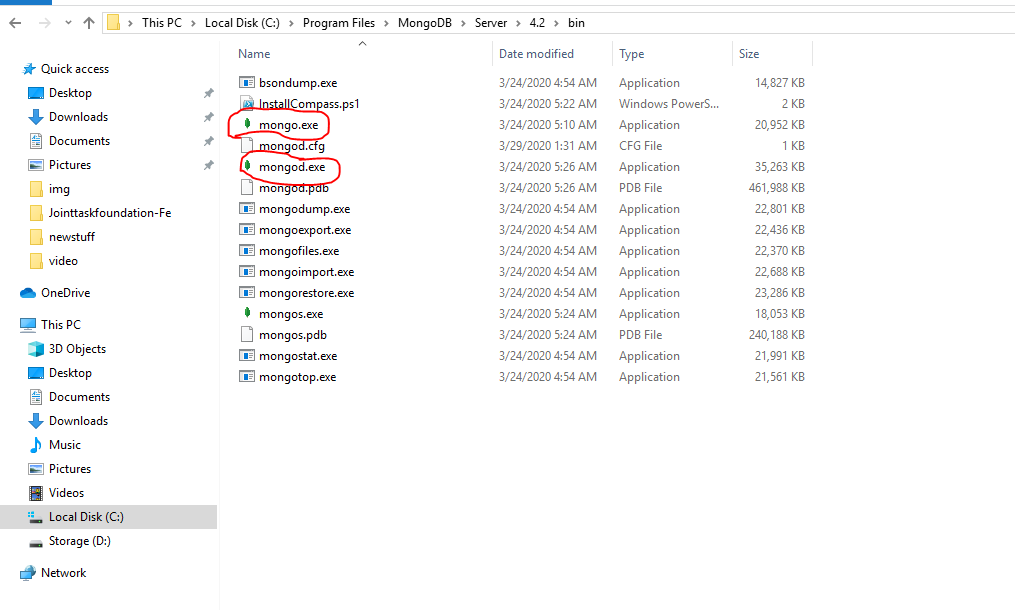 This PC > Local Disk (C:) > Program Files > MongoDB > Server > 4.2 > bin
Name Date modified Type Size
Quick access
Desktop
Downloads
Documents
Pictures
img
Jointtaskfoundation-Fe
newstuff
video
OneDrive
This PC
3D Objects
Desktop
Documents
Downloads
Music
Pictures
Videos
Local Disk (C:)
Storage (D:)
Network
bsondump.exe 3/24/2020 4:54 AM Application 14,827 KB
InstallCompass.ps1 3/24/2020 5:22 AM Windows PowerS... 2 KB
mongo.exe 3/24/2020 5:10 AM Application 20,952 KB
mongod.cfg 3/29/2020 1:31 AM CFG File 1 KB
mongod.exe 3/24/2020 5:26 AM Application 35,263 KB
mongod.pdb 3/24/2020 5:26 AM PDB File 461,988 KB
mongodump.exe 3/24/2020 4:54 AM Application 22,801 KB
mongoexport.exe 3/24/2020 4:54 AM Application 22,436 KB
mongofiles.exe 3/24/2020 4:54 AM Application 22,370 KB
mongoimport.exe 3/24/2020 4:54 AM Application 22,688 KB
mongorestore.exe 3/24/2020 4:54 AM Application 23,286 KB
mongos.exe 3/24/2020 5:24 AM Application 18,053 KB
mongos.pdb 3/24/2020 5:24 AM PDB File 240,188 KB
mongostat.exe 3/24/2020 4:54 AM Application 21,991 KB
mongotop.exe 3/24/2020 4:54 AM Application 21,561 KB